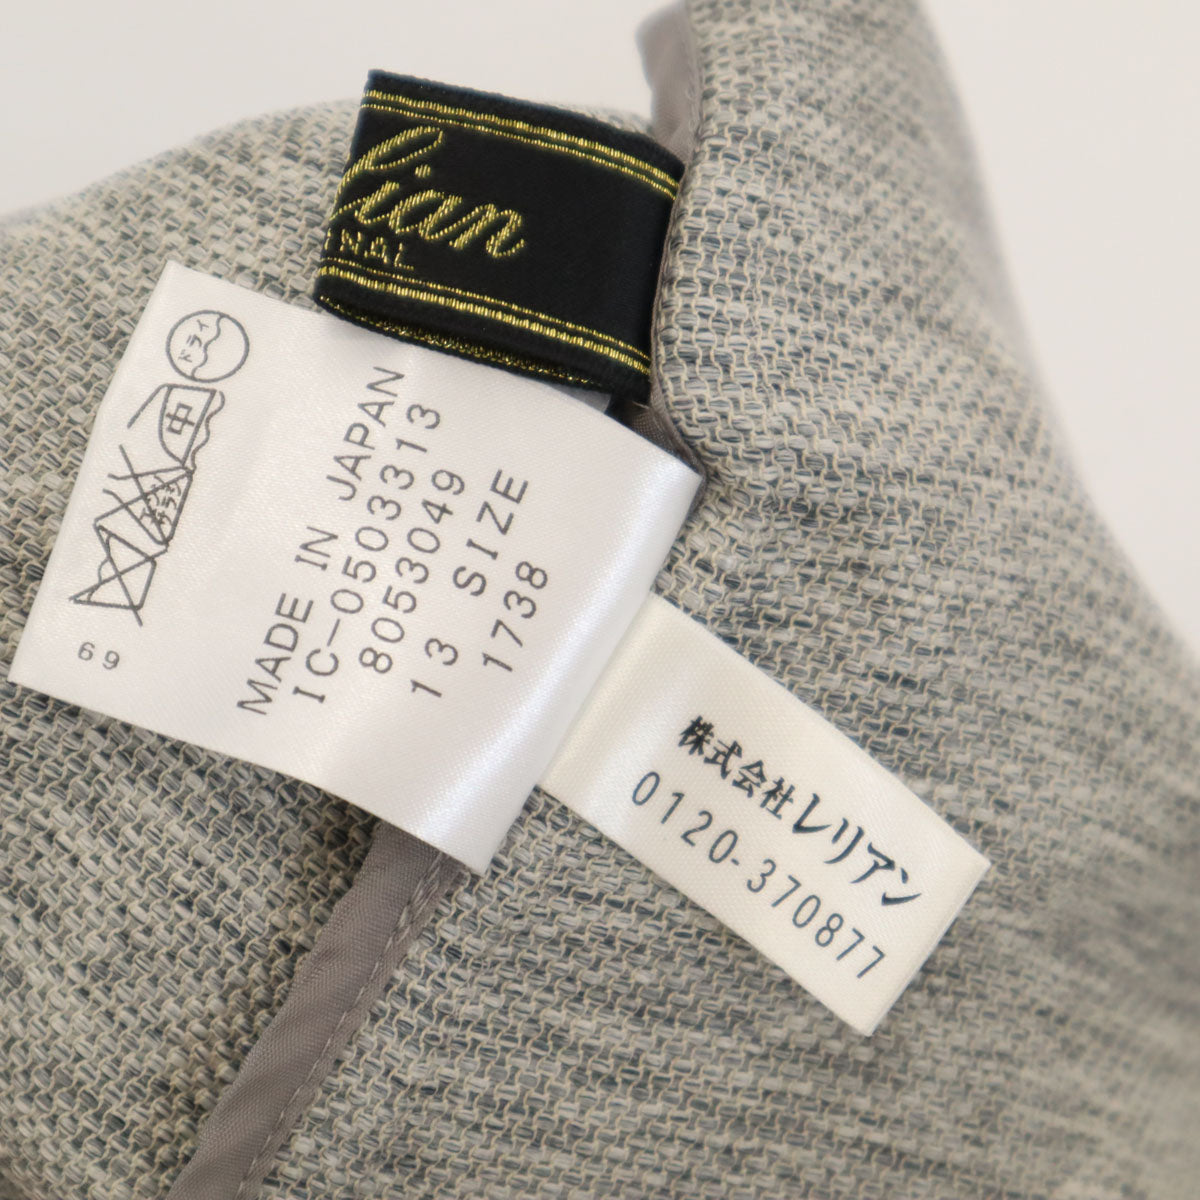 lian
INAL
ドライ
中
69
MADE IN JAPAN
IC-0503313
8053049
13 SIZE
1738
株式会社レリアン
0120-370877